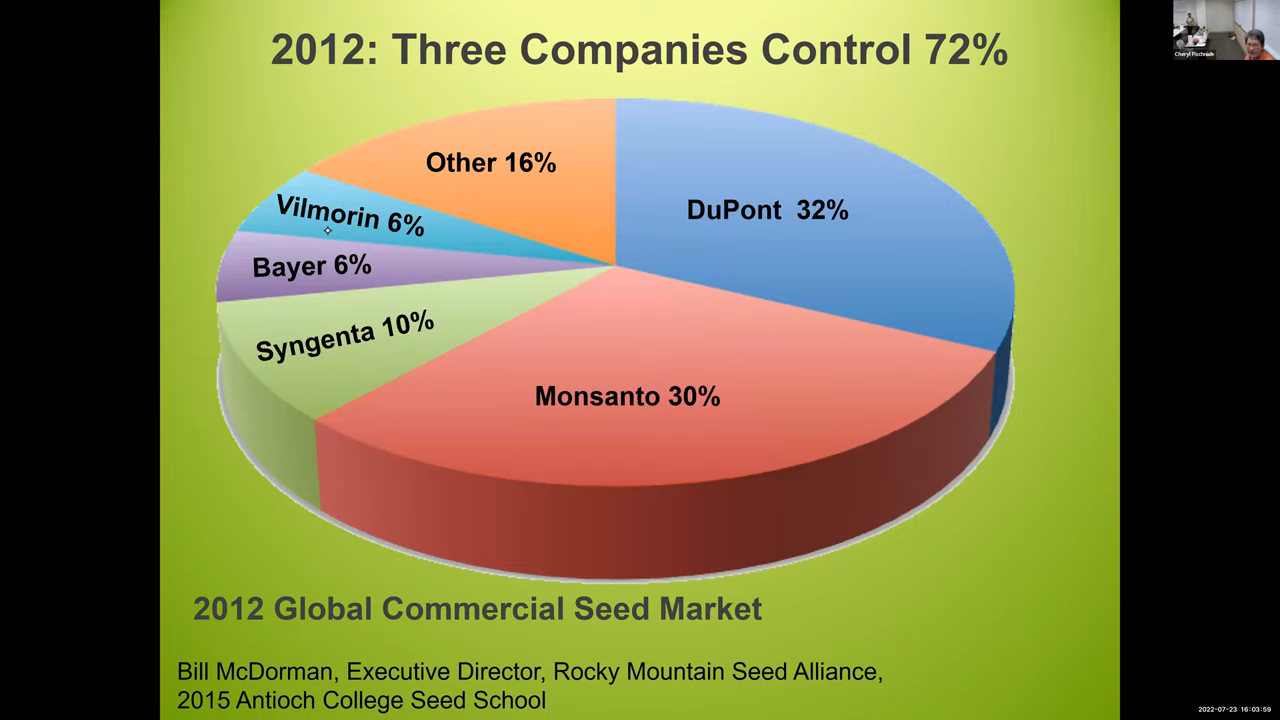 2012: Three Companies Control 72%
Cheryl Fischnich
Other 16%
DuPont 32%
Vilmorin 6%
Bayer 6%
Syngenta 10%
Monsanto 30%
2012 Global Commercial Seed Market
Bill McDorman, Executive Director, Rocky Mountain Seed Alliance,
2015 Antioch College Seed School
2022-07-23 16:03:59